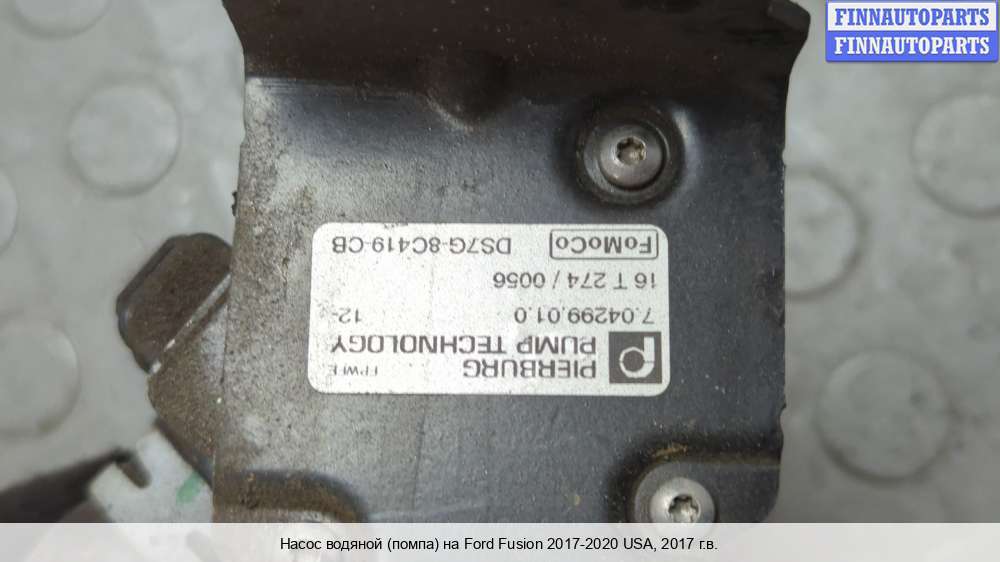 FINNAUTOPARTS
FINNAUTOPARTS
PIERBURG
PUMP TECHNOLOGY
7.04299.01.0 12-
16 T 274 / 0056
FoMoCo DS7G-8C419-CB
Насос водяной (помпа) на Ford Fusion 2017-2020 USA, 2017 г.в.